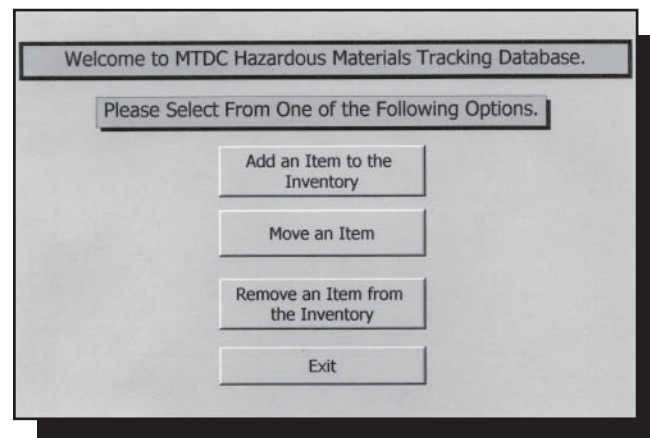 Welcome to MTDC Hazardous Materials Tracking Database.
Please Select From One of the Following Options.
Add an Item to the
Inventory
Move an Item
Remove an Item from
the Inventory
Exit